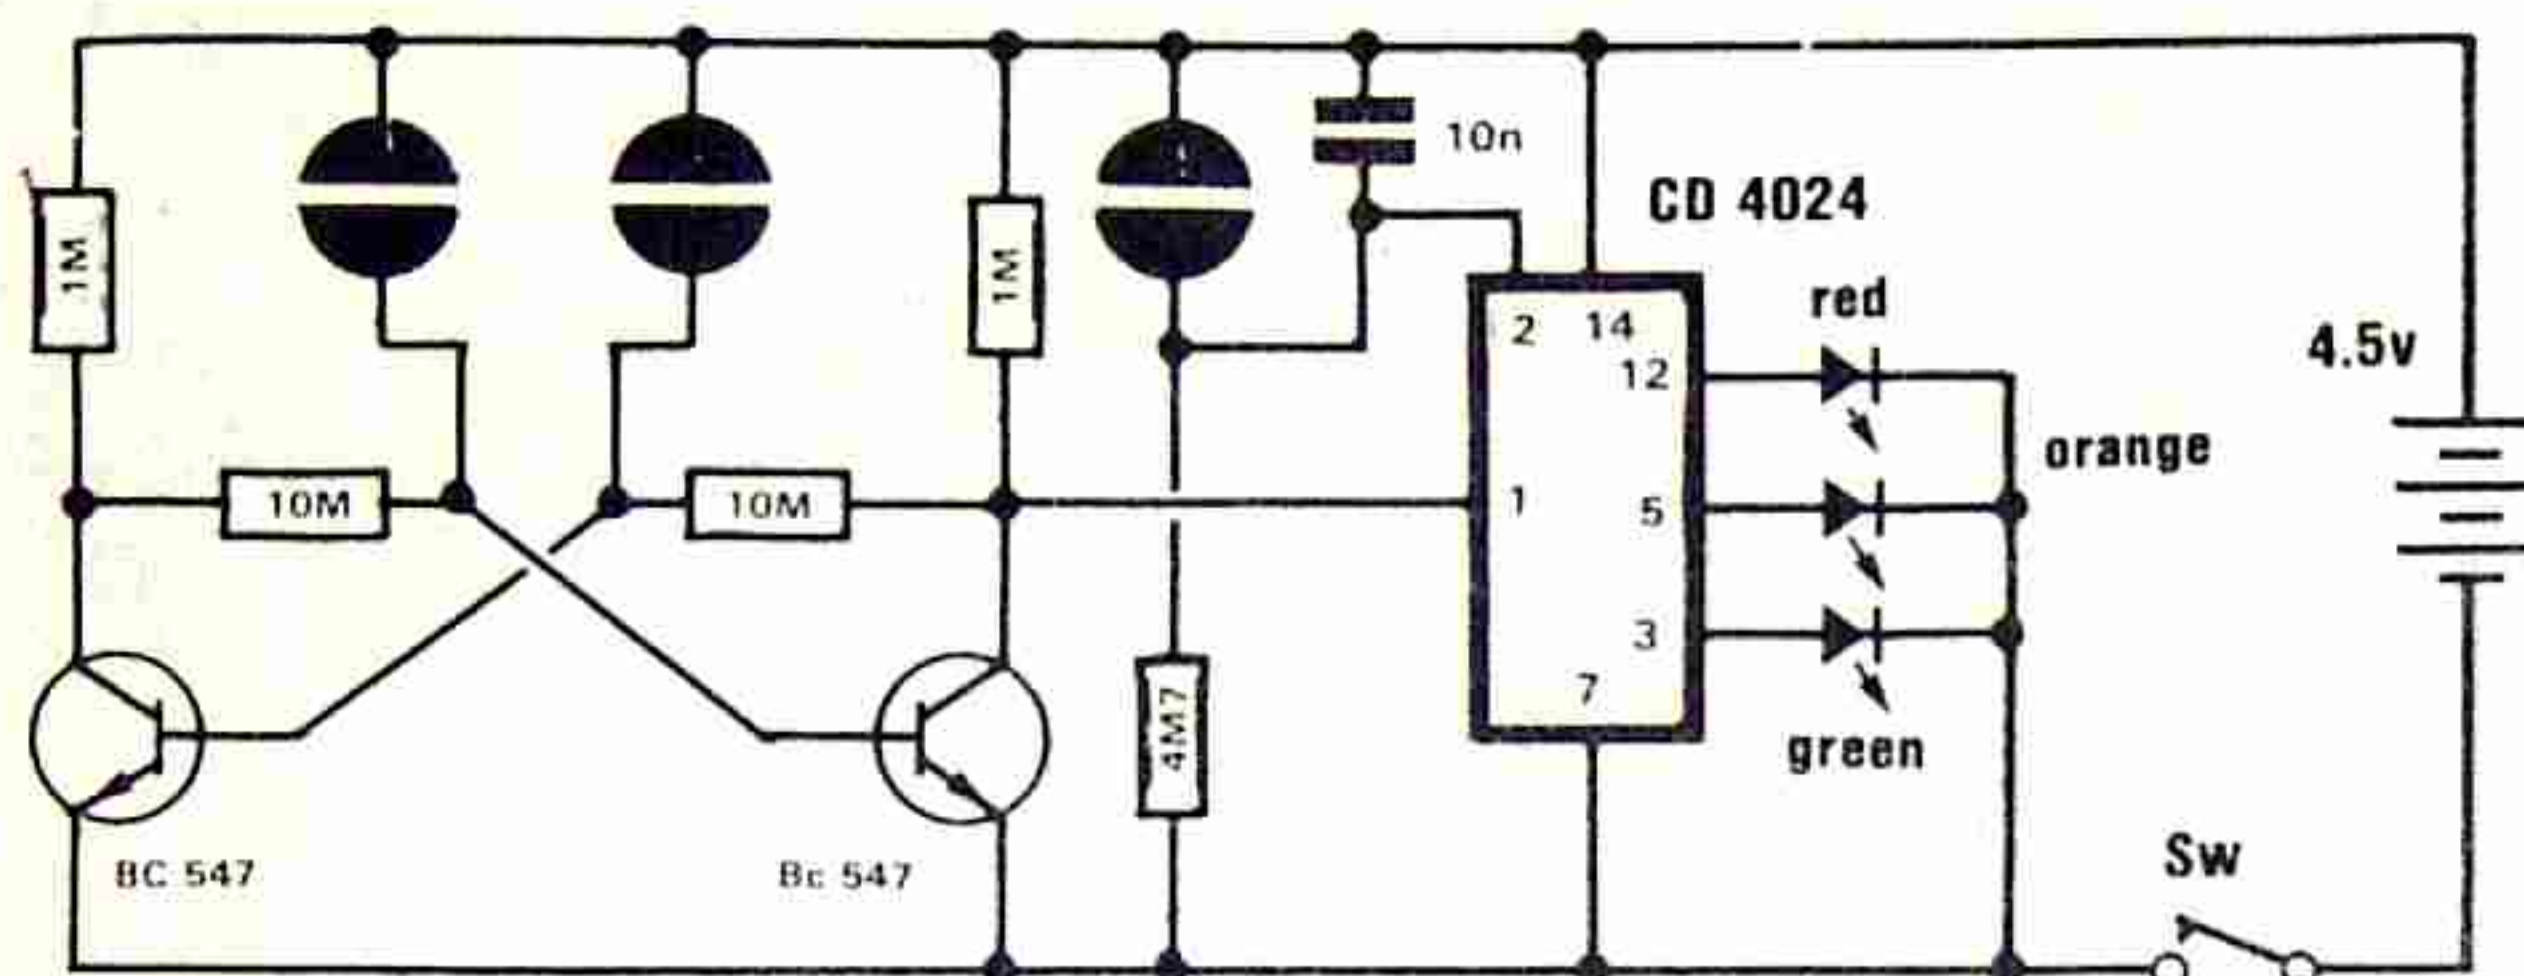 10n
CD 4024
1M
1M
red
2
14
12
4.5v
orange
10M
10M
1
5
3
4M7
7
green
BC 547
Bc 547
Sw